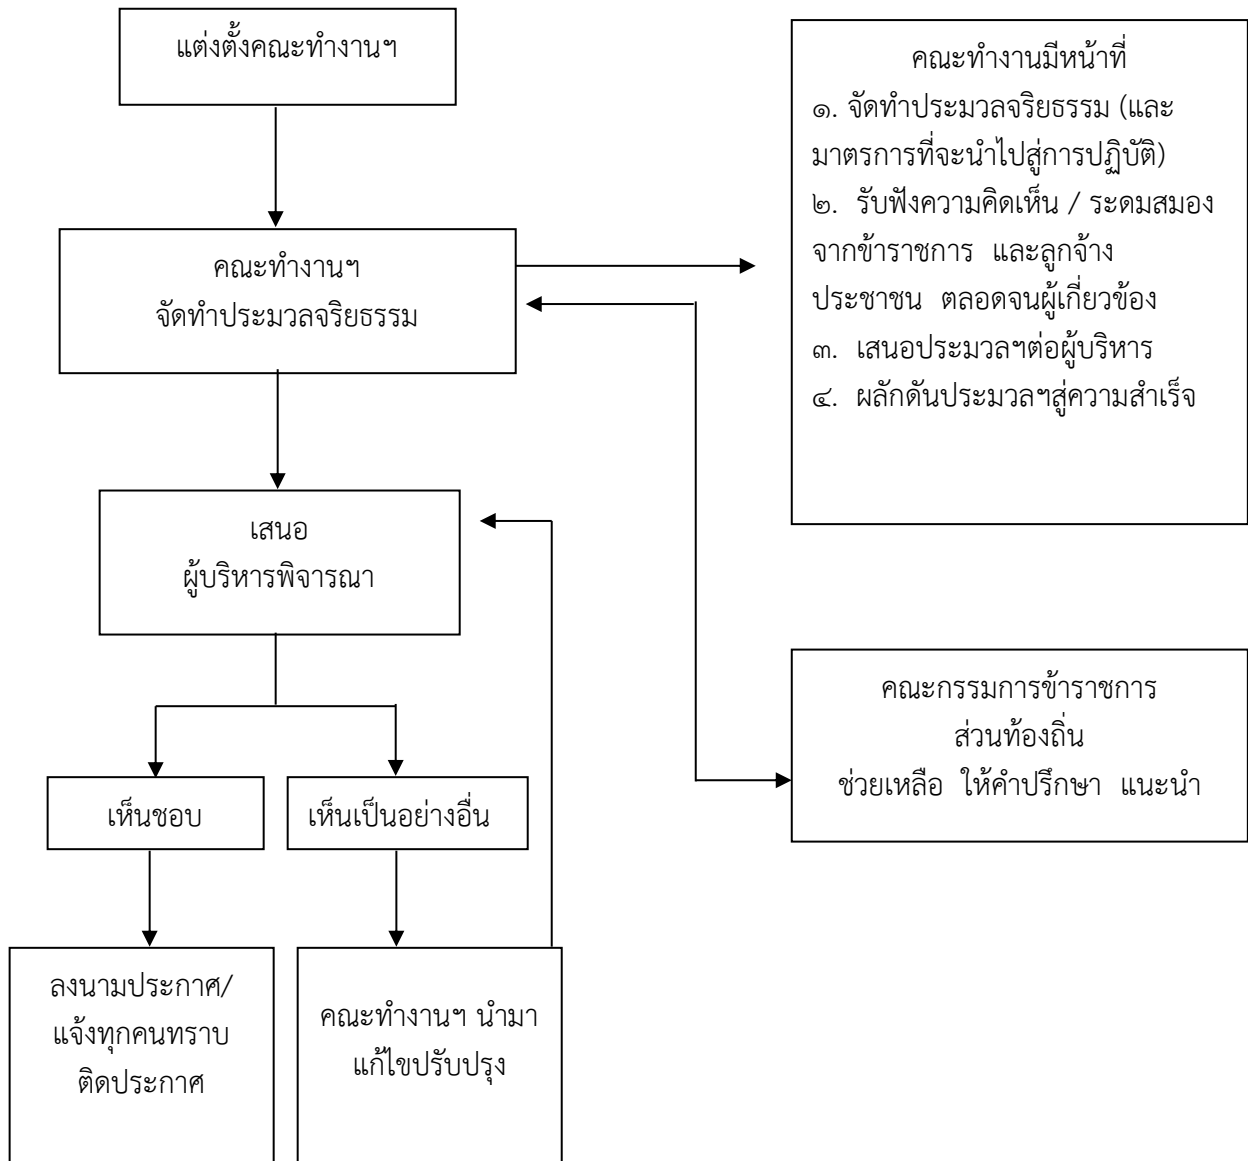 แต่งตั้งคณะทำงานฯ
คณะทำงานมีหน้าที่
๑. จัดทำประมวลจริยธรรม (และ
มาตรการที่จะนำไปสู่การปฏิบัติ)
๒. รับฟังความคิดเห็น / ระดมสมอง
จากข้าราชการ และลูกจ้าง
ประชาชน ตลอดจนผู้เกี่ยวข้อง
๓. เสนอประมวลฯต่อผู้บริหาร
๔. ผลักดันประมวลฯสู่ความสำเร็จ
คณะทำงานฯ
จัดทำประมวลจริยธรรม
เสนอ
ผู้บริหารพิจารณา
คณะกรรมการข้าราชการ
ส่วนท้องถิ่น
ช่วยเหลือ ให้คำปรึกษา แนะนำ
เห็นชอบ
เห็นเป็นอย่างอื่น
ลงนามประกาศ/
แจ้งทุกคนทราบ
ติดประกาศ
คณะทำงานฯ นำมา
แก้ไขปรับปรุง